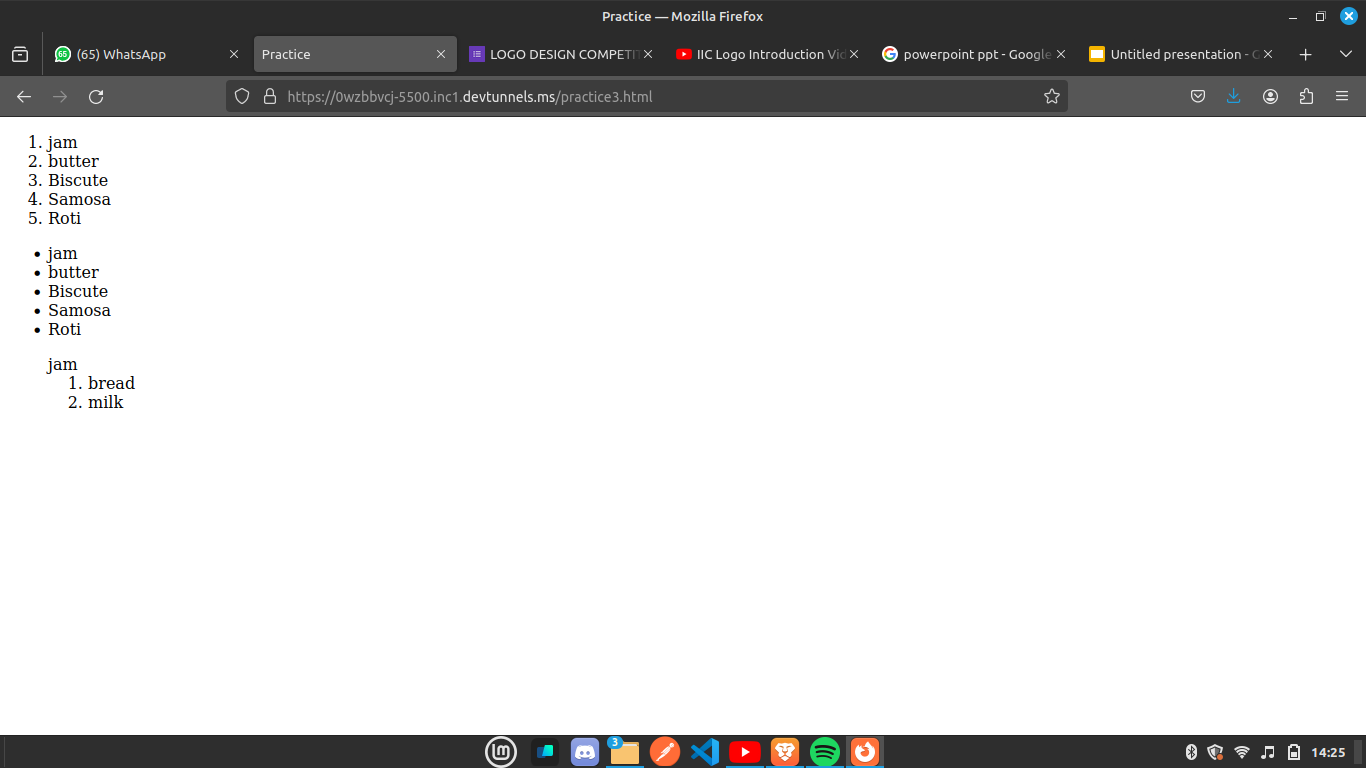 Practice — Mozilla Firefox
(65) WhatsApp
Practice
LOGO DESIGN COMPETIT
IIC Logo Introduction Vid
powerpoint ppt - Google
Untitled presentation - G
https://0wzbbvcj-5500.inc1.devtunnels.ms/practice3.html
1. jam
2. butter
3. Biscute
4. Samosa
5. Roti
• jam
• butter
• Biscute
• Samosa
• Roti
jam
1. bread
2. milk
3
14:25